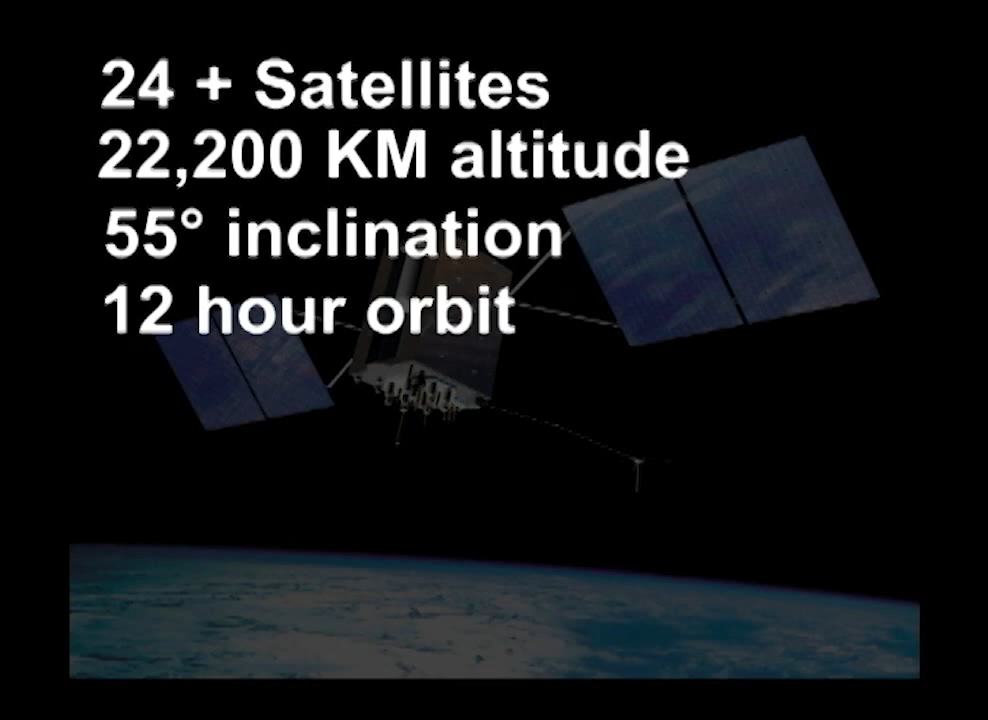 24 + Satellites
22,200 KM altitude
55° inclination
12 hour orbit